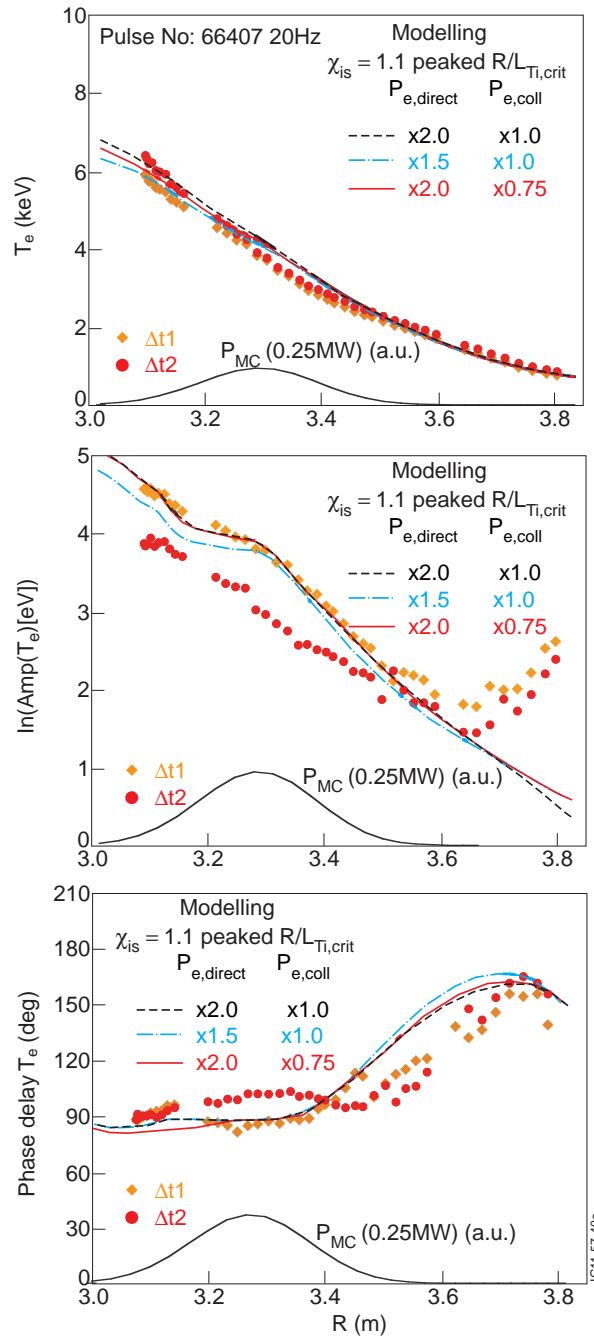 Pulse No: 66407 20Hz
Modelling
χis = 1.1 peaked R/LTi,crit
Pe,direct Pe,coll
x2.0 x1.0
x1.5 x1.0
x2.0 x0.75
10
8
6
4
2
0
Te (keV)
Δt1
Δt2
PMC (0.25MW) (a.u.)
3.0 3.2 3.4 3.6 3.8
Modelling
χis = 1.1 peaked R/LTi,crit
Pe,direct Pe,coll
x2.0 x1.0
x1.5 x1.0
x2.0 x0.75
5
4
3
2
1
0
ln(Amp(Te)[eV])
Δt1
Δt2
PMC (0.25MW) (a.u.)
3.0 3.2 3.4 3.6 3.8
Modelling
χis = 1.1 peaked R/LTi,crit
Pe,direct Pe,coll
x2.0 x1.0
x1.5 x1.0
x2.0 x0.75
210
180
150
120
90
60
30
0
Phase delay Te (deg)
Δt1
Δt2
PMC (0.25MW) (a.u.)
3.0 3.2 3.4 3.6 3.8
R (m)